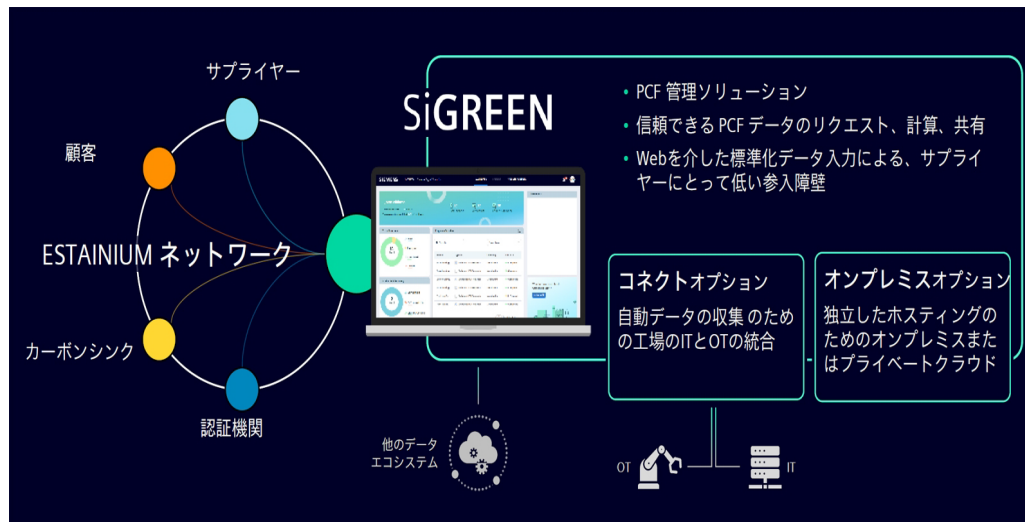 サプライヤー
顧客
ESTAINIUM ネットワーク
カーボンシンク
認証機関
SiGREEN
• PCF 管理ソリューション
• 信頼できる PCF データのリクエスト、計算、共有
• Webを介した標準化データ入力による、サプライ
ヤーにとって低い参入障壁
SIEMENS
コネクトオプション
自動データの収集 のため
の工場のITとOTの統合
オンプレミスオプション
独立したホスティングの
ためのオンプレミスまた
はプライベートクラウド
他のデータ
エコシステム
OT
IT